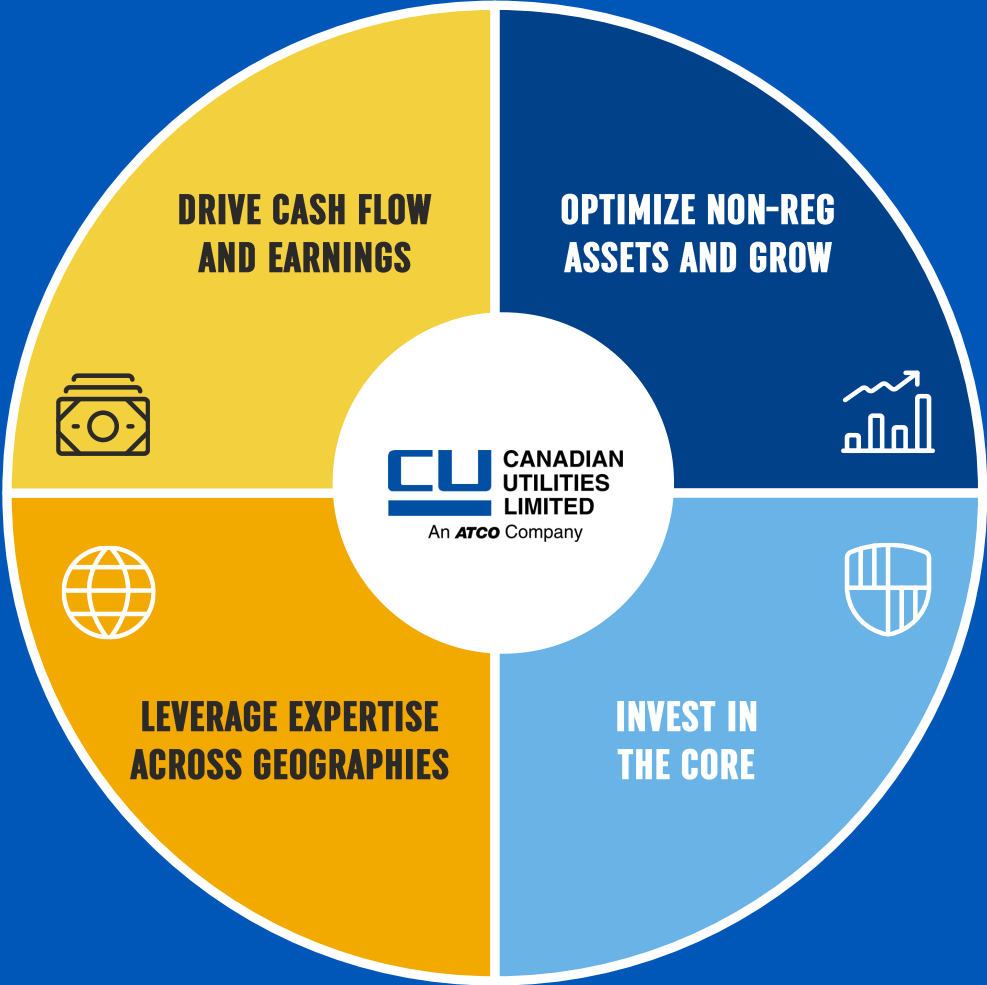 DRIVE CASH FLOW
AND EARNINGS
OPTIMIZE NON-REG
ASSETS AND GROW
CU
CANADIAN
UTILITIES
LIMITED
An ATCO Company
LEVERAGE EXPERTISE
ACROSS GEOGRAPHIES
INVEST IN
THE CORE